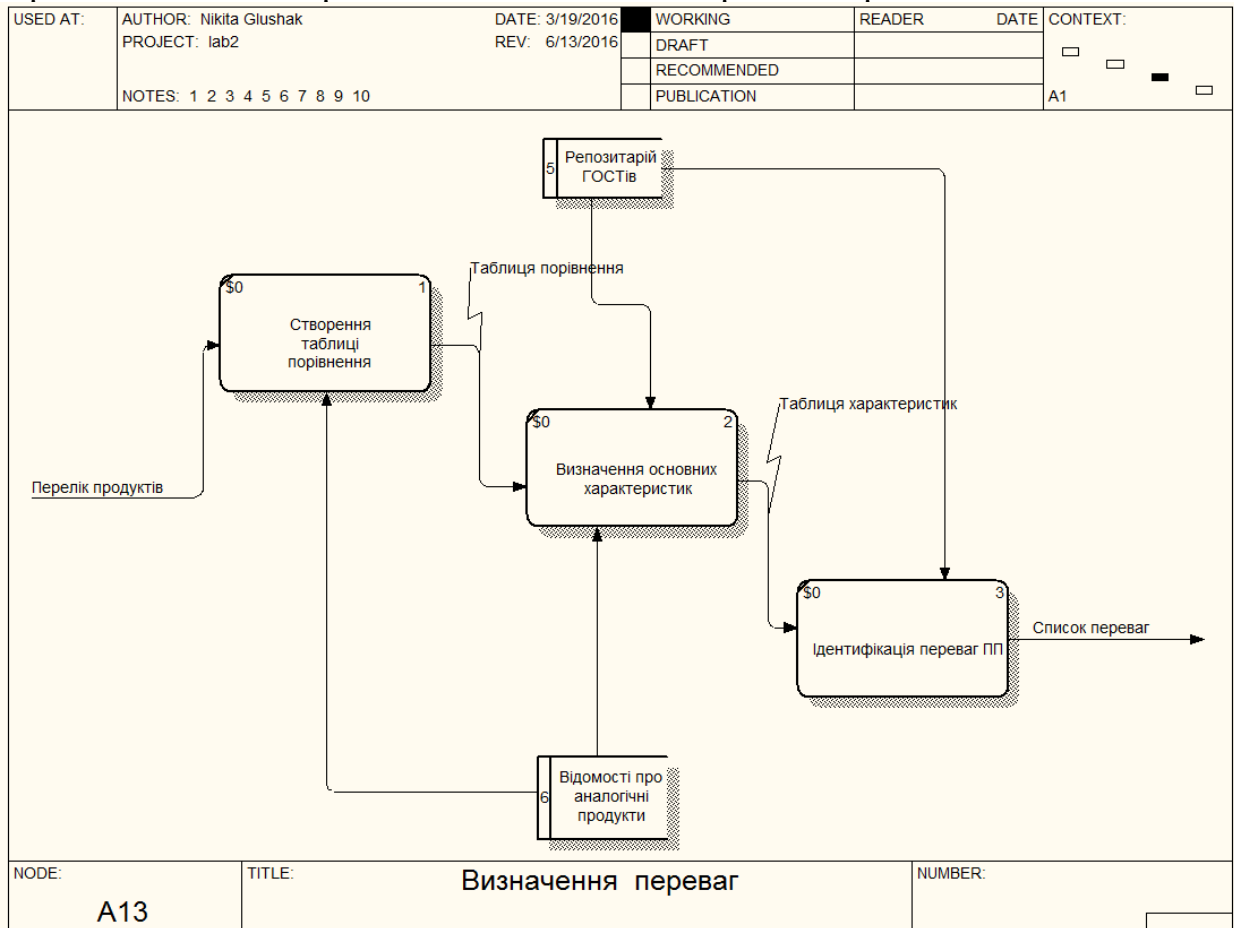 USED AT:
AUTHOR: Nikita Glushak
DATE: 3/19/2016
PROJECT: lab2
REV: 6/13/2016
NOTES: 1 2 3 4 5 6 7 8 9 10
WORKING
DRAFT
RECOMMENDED
PUBLICATION
READER
DATE
CONTEXT:
A1
5
Репозитарій
ГОСТів
Таблиця порівнення
$0
1
Створення
таблиці
порівнення
Таблиця характеристик
$0
2
Визначення основних
характеристик
Перелік продуктів
$0
3
Ідентифікація переваг ПП
Список переваг
6
Відомості про
аналогічні
продукти
NODE:
A13
TITLE:
Визначення переваг
NUMBER: